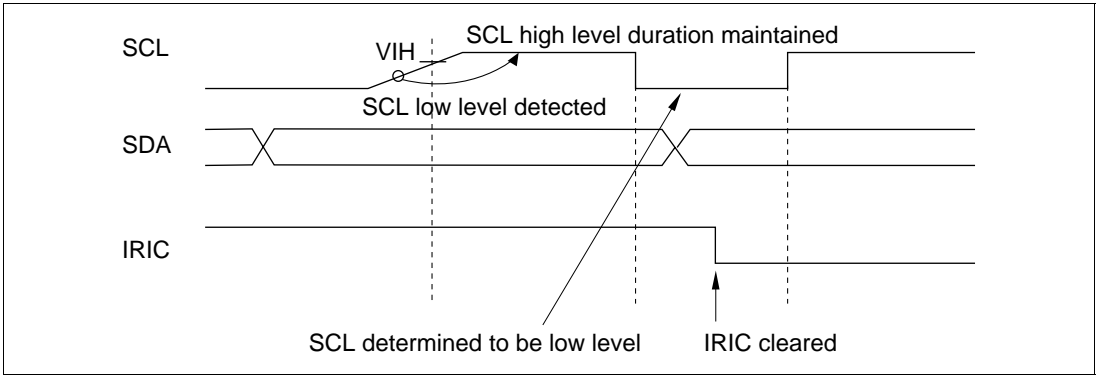 SCL
VIH
SCL high level duration maintained
SCL low level detected
SDA
IRIC
SCL determined to be low level
IRIC cleared